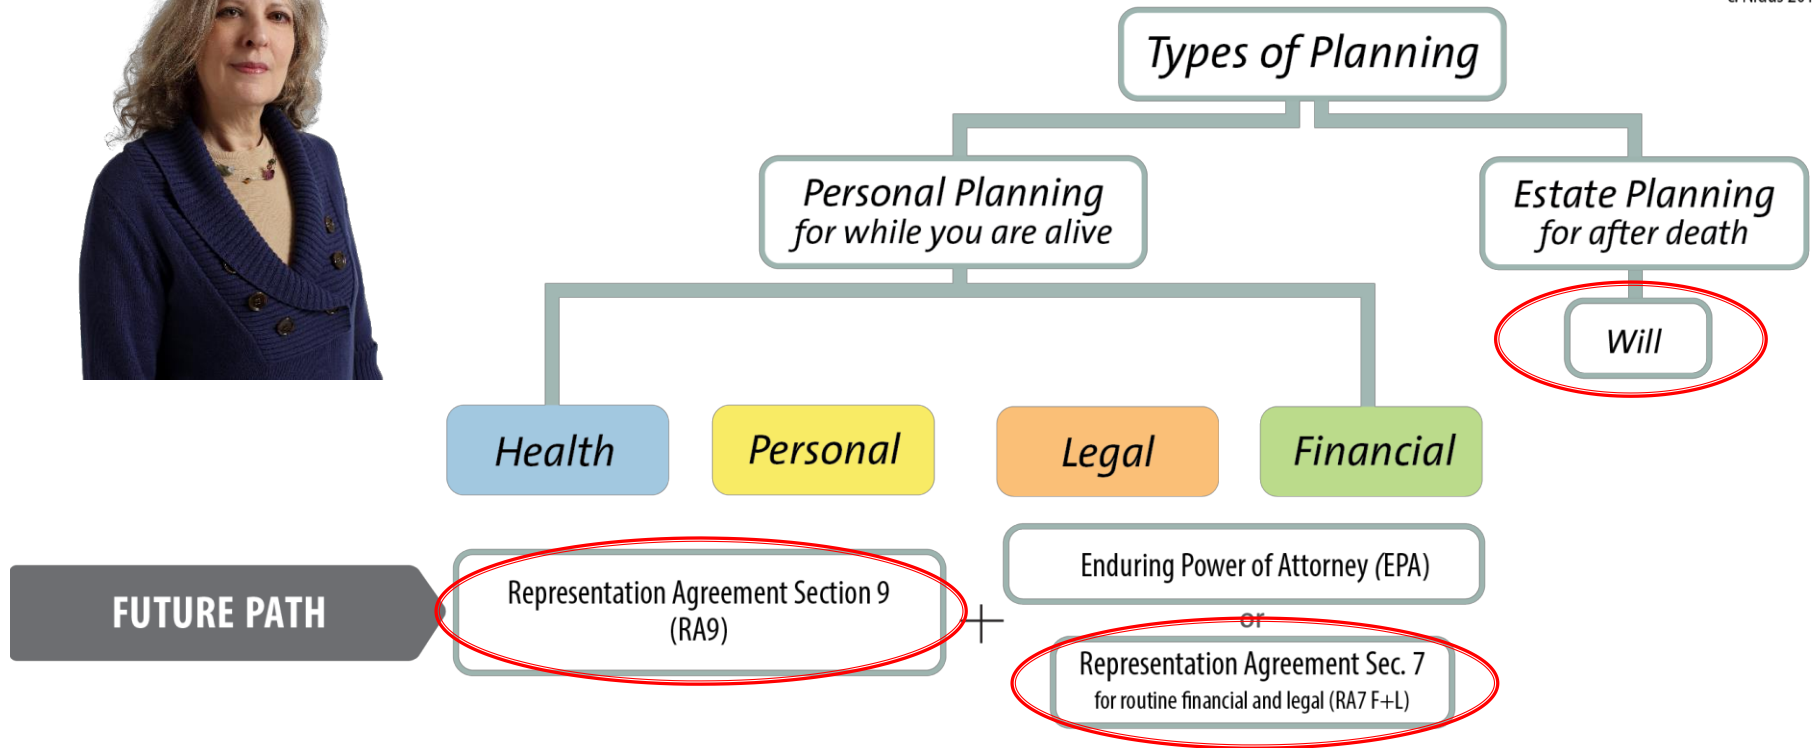 Types of Planning
Personal Planning
for while you are alive
Estate Planning
for after death
Will
Health
Personal
Legal
Financial
FUTURE PATH
Representation Agreement Section 9
(RA9)
+
Enduring Power of Attorney (EPA)
or
Representation Agreement Sec. 7
for routine financial and legal (RA7 F+L)